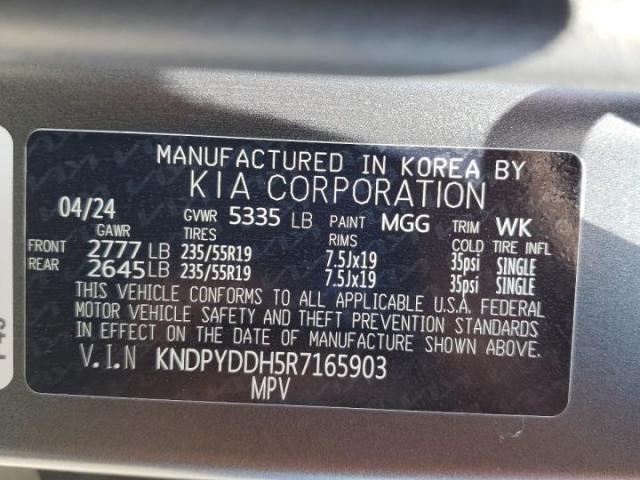 MANUFACTURED IN KOREA BY
KIA CORPORATION
04/24 GVWR 5335 LB PAINT MGG TRIM WK
GAWR TIRES RIMS COLD TIRE INFL
FRONT 2777 LB 235/55R19 7.5Jx19 35psi SINGLE
REAR 2645 LB 235/55R19 7.5Jx19 35psi SINGLE
THIS VEHICLE CONFORMS TO ALL APPLICABLE U.S.A. FEDERAL
MOTOR VEHICLE SAFETY AND THEFT PREVENTION STANDARDS
IN EFFECT ON THE DATE OF MANUFACTURE SHOWN ABOVE.
V.I.N KNDPYDDH5R7165903
MPV